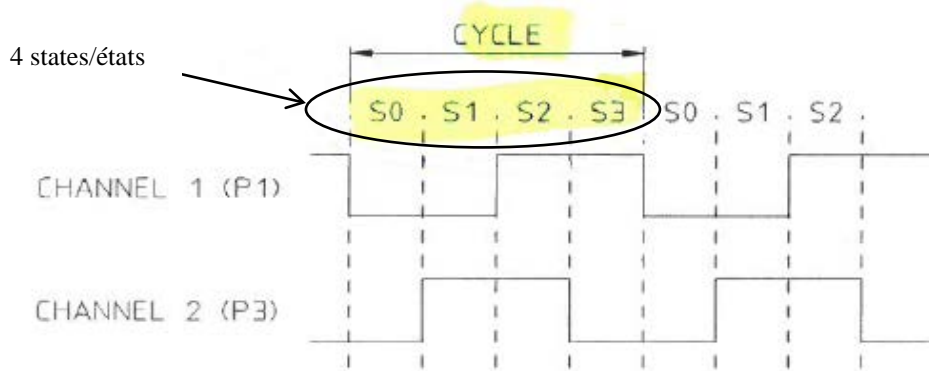 CYCLE
4 states/états
S0 . S1 . S2 . S3 . S0 . S1 . S2 .
CHANNEL 1 (P1)
CHANNEL 2 (P3)